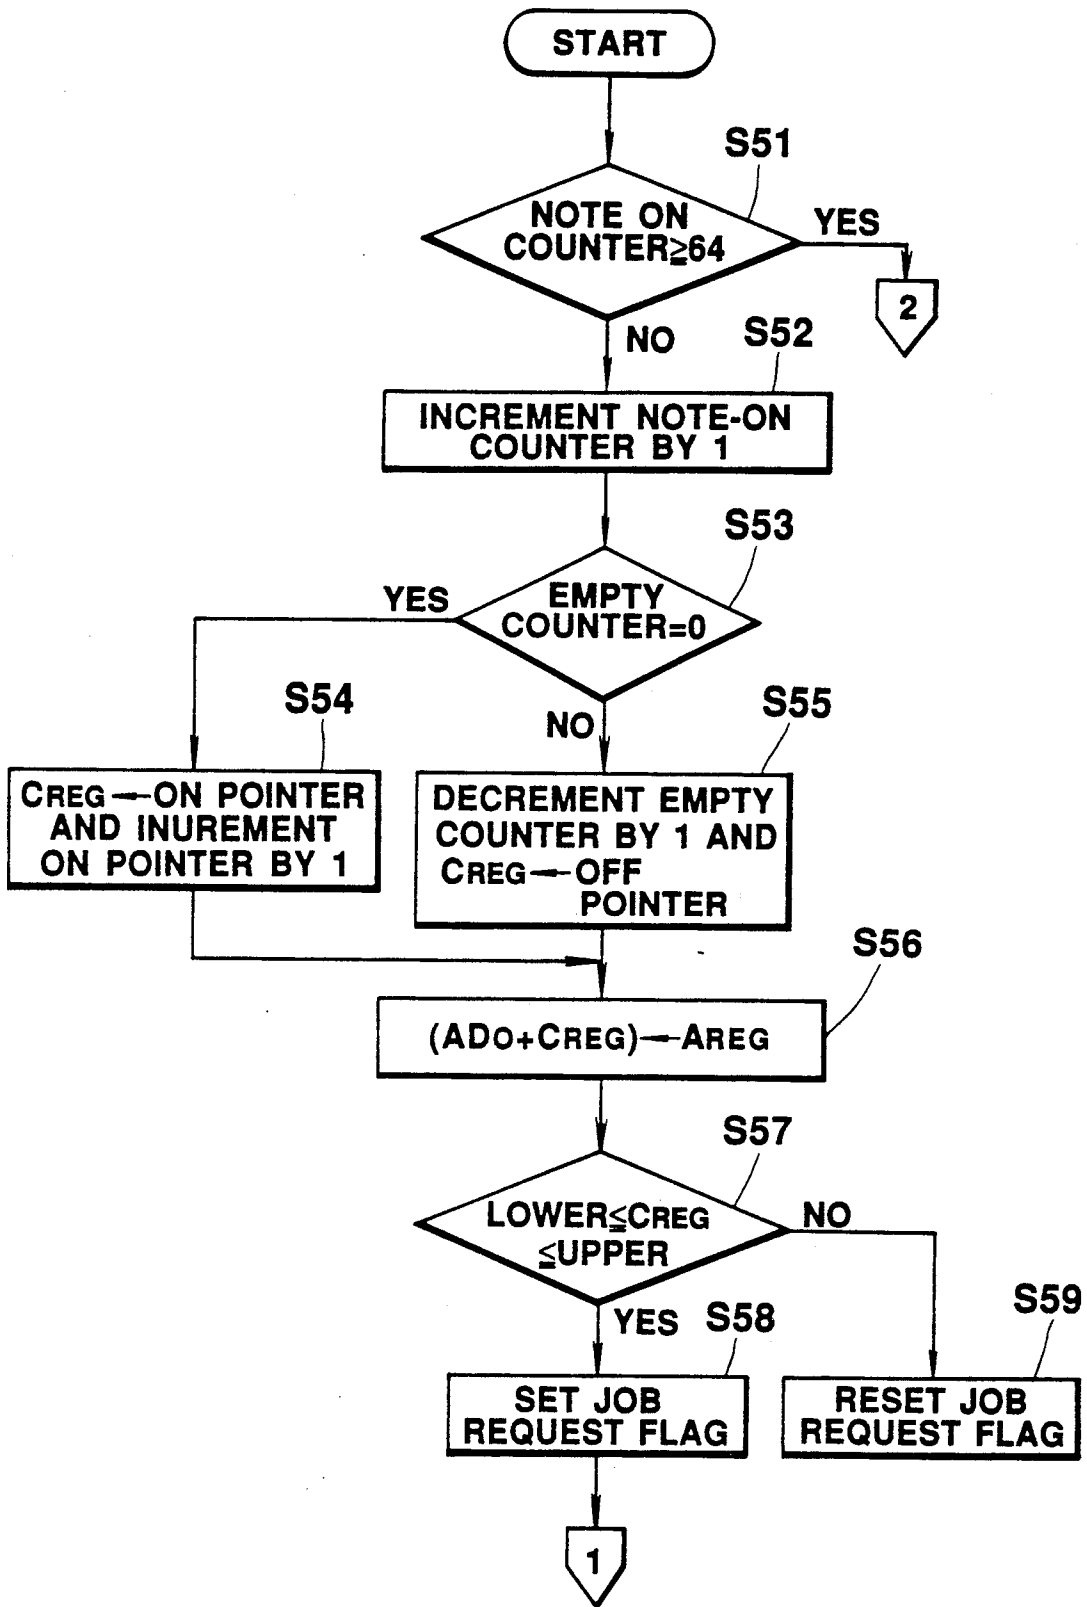 START
S51
NOTE ON
COUNTER≧64
YES
2
NO
S52
INCREMENT NOTE-ON
COUNTER BY 1
S53
EMPTY
COUNTER=0
YES
NO
S54
CREG←ON POINTER
AND INUREMENT
ON POINTER BY 1
S55
DECREMENT EMPTY
COUNTER BY 1 AND
CREG←OFF
POINTER
S56
(ADO+CREG)←AREG
S57
LOWER≦CREG
≦UPPER
NO
YES
S58
SET JOB
REQUEST FLAG
S59
RESET JOB
REQUEST FLAG
1